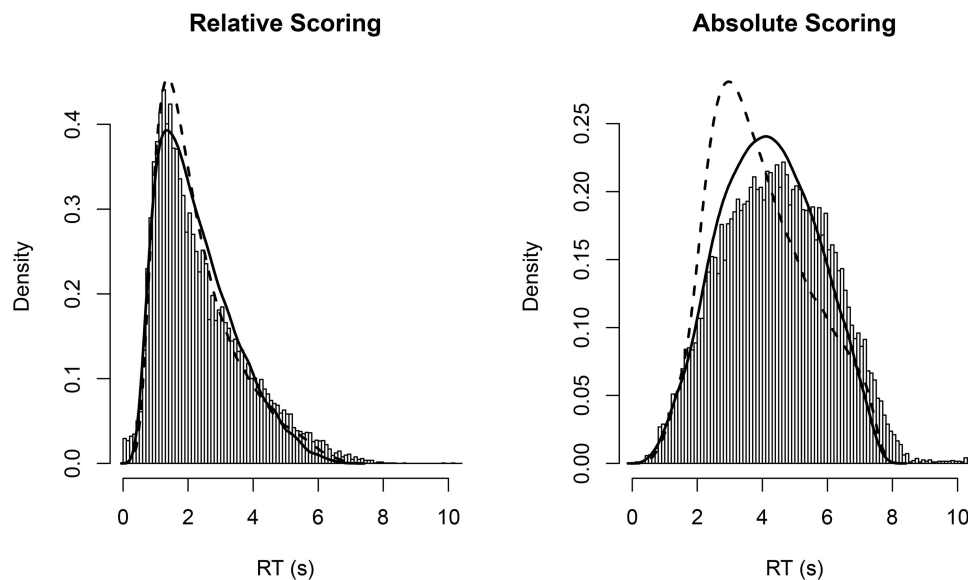 Relative Scoring
Density
0.0
0.1
0.2
0.3
0.4
0 2 4 6 8 10
RT (s)
Absolute Scoring
Density
0.00
0.05
0.10
0.15
0.20
0.25
0 2 4 6 8 10
RT (s)